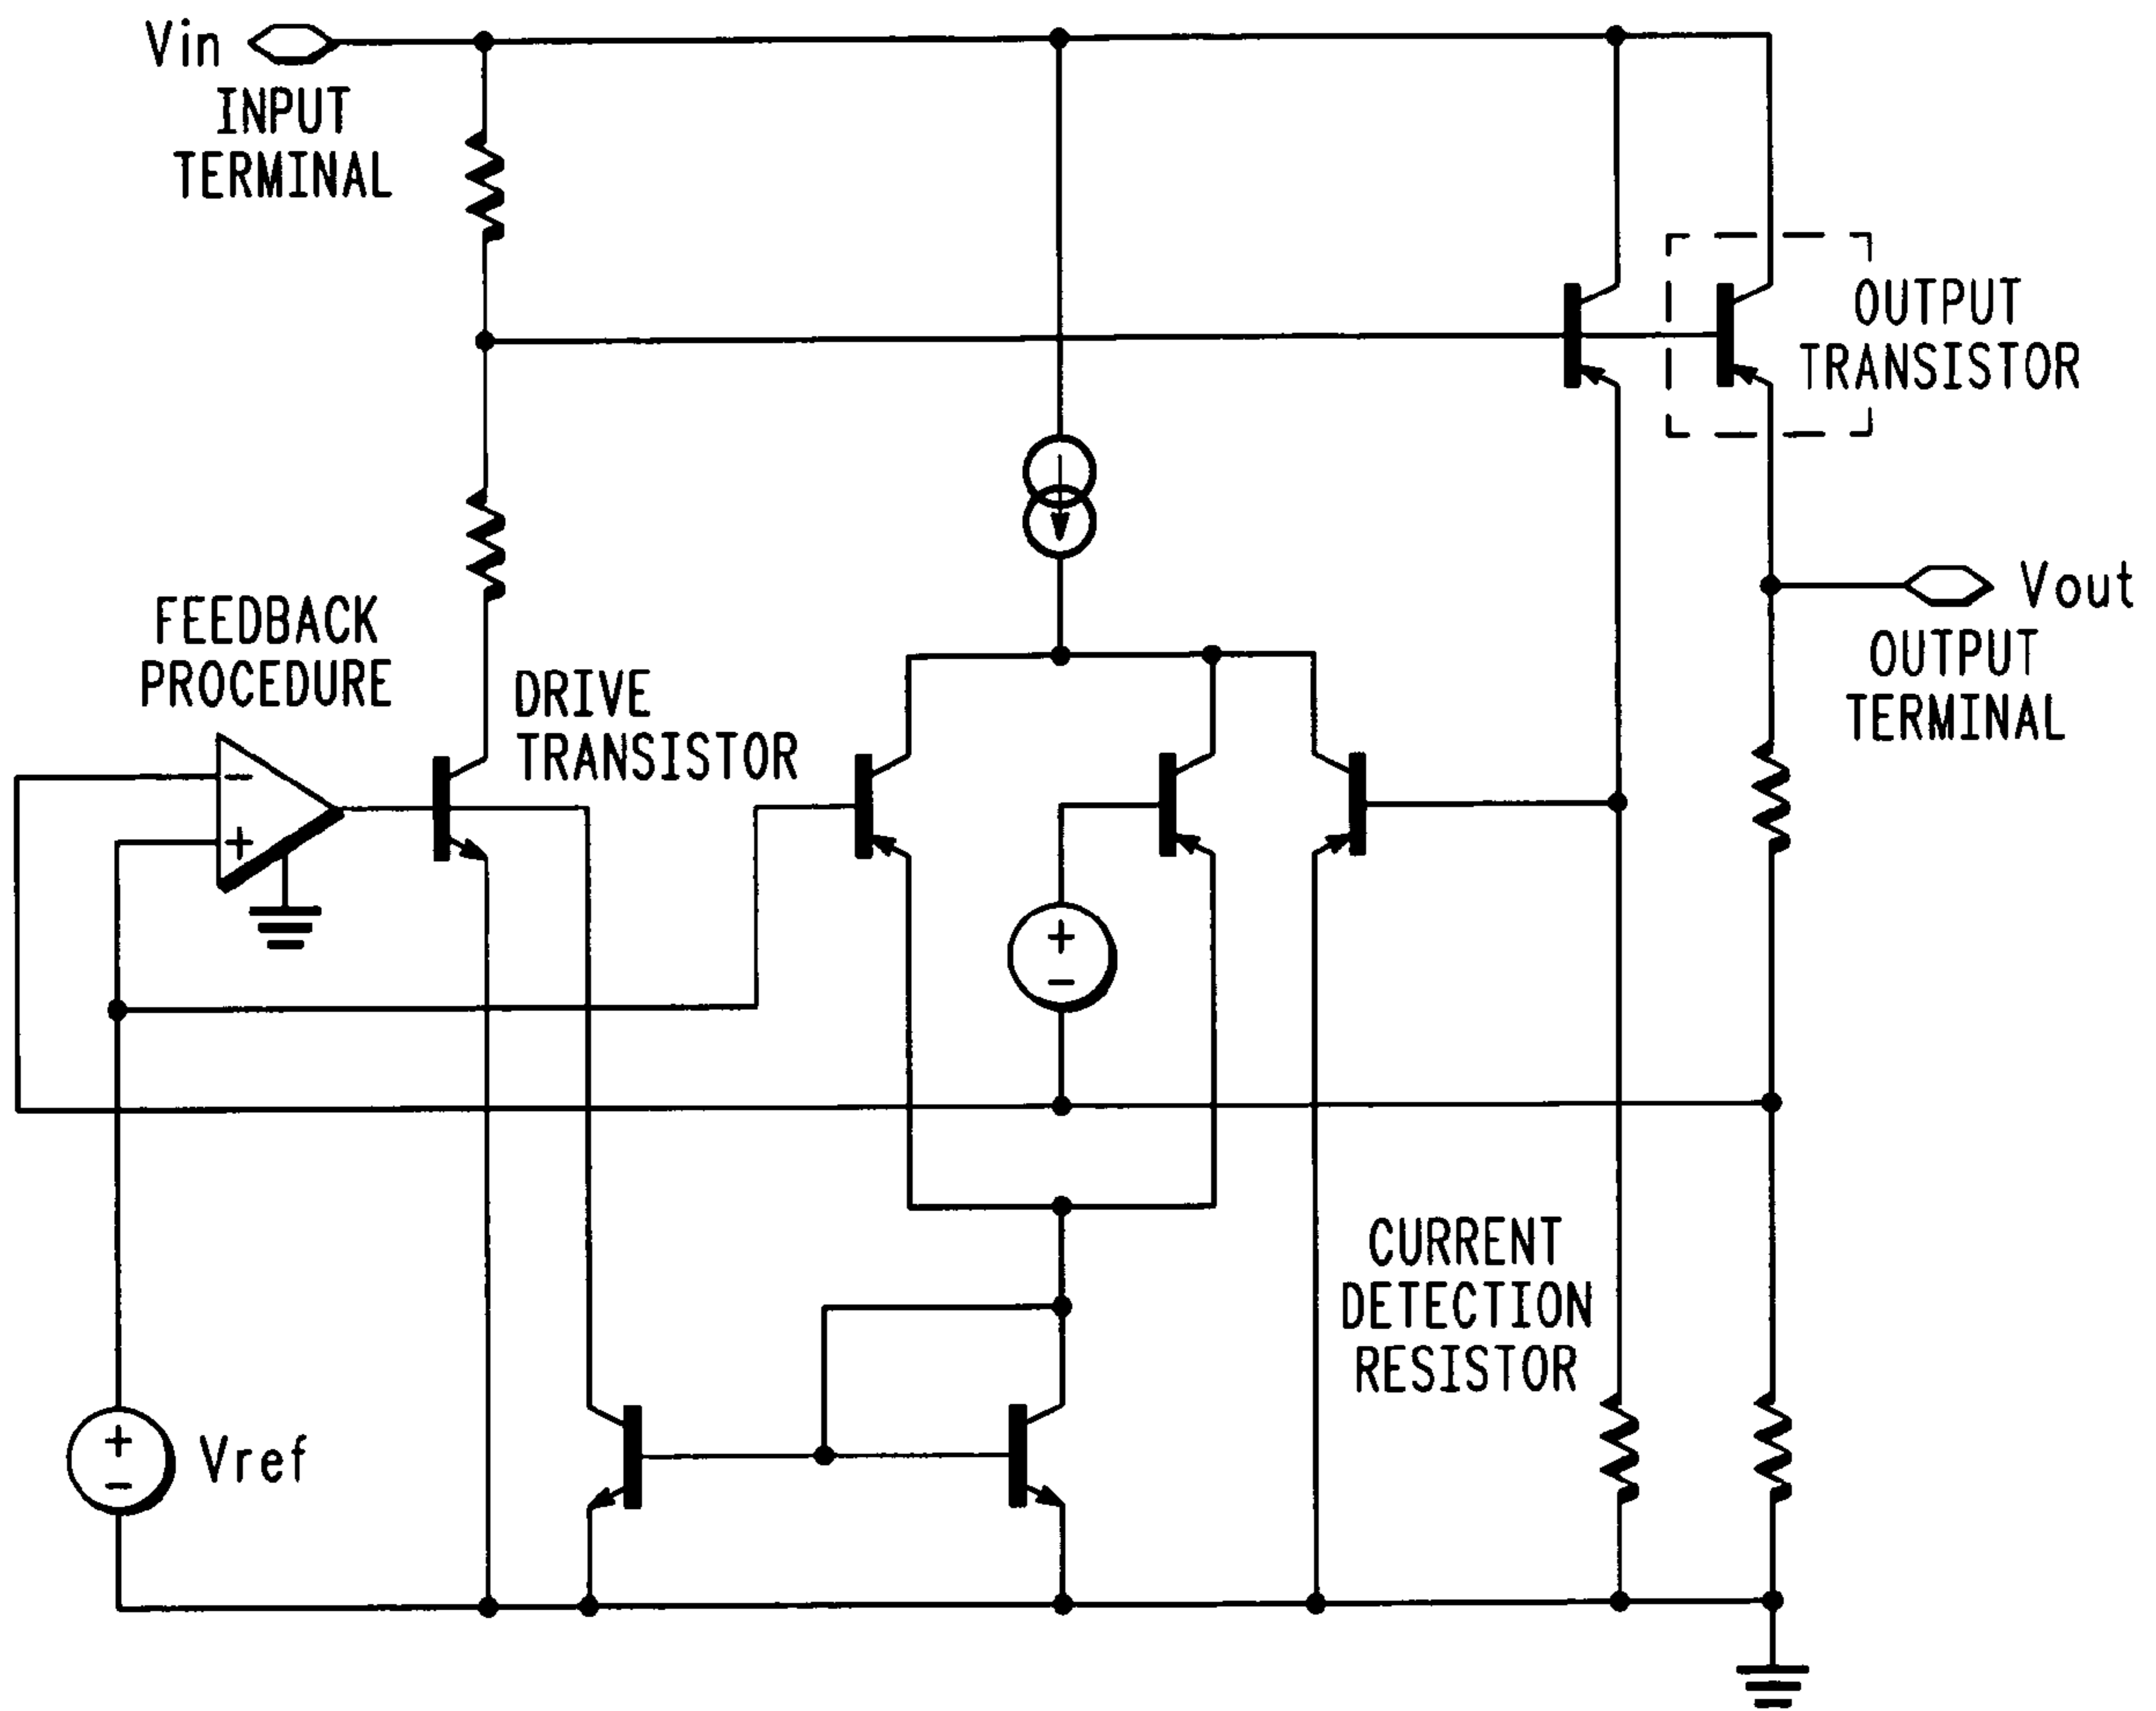 Vin
INPUT
TERMINAL
OUTPUT
TRANSISTOR
Vout
OUTPUT
TERMINAL
FEEDBACK
PROCEDURE
DRIVE
TRANSISTOR
−
+
+
−
CURRENT
DETECTION
RESISTOR
+
−
Vref